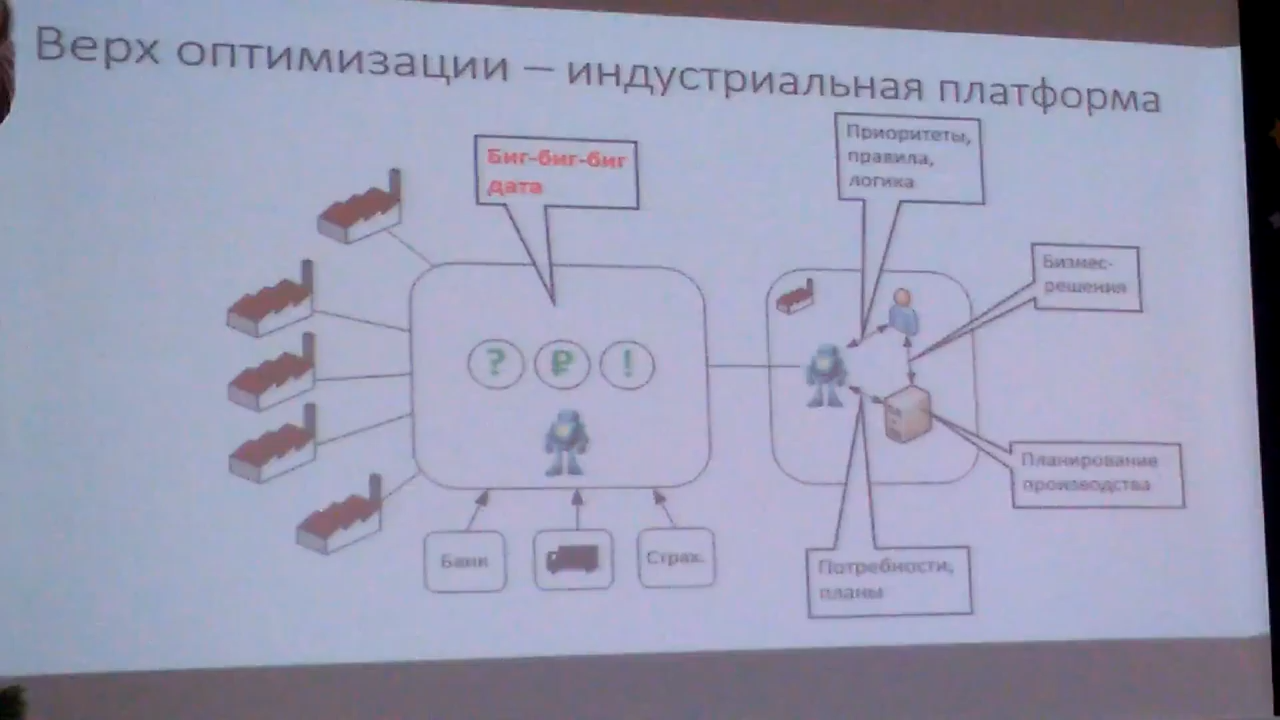 Верх оптимизации – индустриальная платформа
Биг-биг-биг
дата
Приоритеты,
правила,
логика
Бизнес-
решения
? ₽ !
Планирование
производства
Банк
Страх.
Потребности,
планы